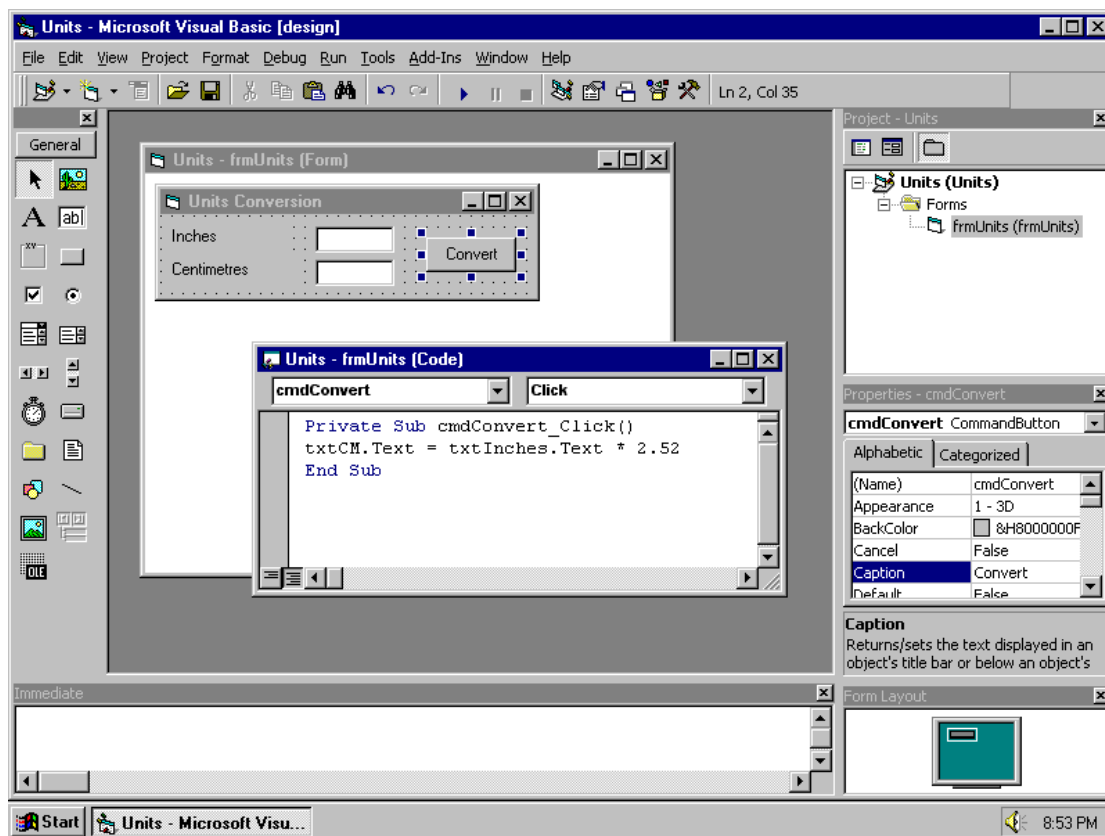 Units - Microsoft Visual Basic [design]
File Edit View Project Format Debug Run Tools Add-Ins Window Help
Ln 2, Col 35
General
A
ab|
XY
OLE
Units - frmUnits (Form)
Units Conversion
Inches
Centimetres
Convert
Units - frmUnits (Code)
cmdConvert Click
Private Sub cmdConvert_Click()
txtCM.Text = txtInches.Text * 2.52
End Sub
Project - Units
Units (Units)
Forms
frmUnits (frmUnits)
Properties - cmdConvert
cmdConvert CommandButton
Alphabetic Categorized
(Name) cmdConvert
Appearance 1 - 3D
BackColor &H8000000F
Cancel False
Caption Convert
Default False
Caption
Returns/sets the text displayed in an
object's title bar or below an object's
Immediate
Form Layout
Start Units - Microsoft Visu... 8:53 PM